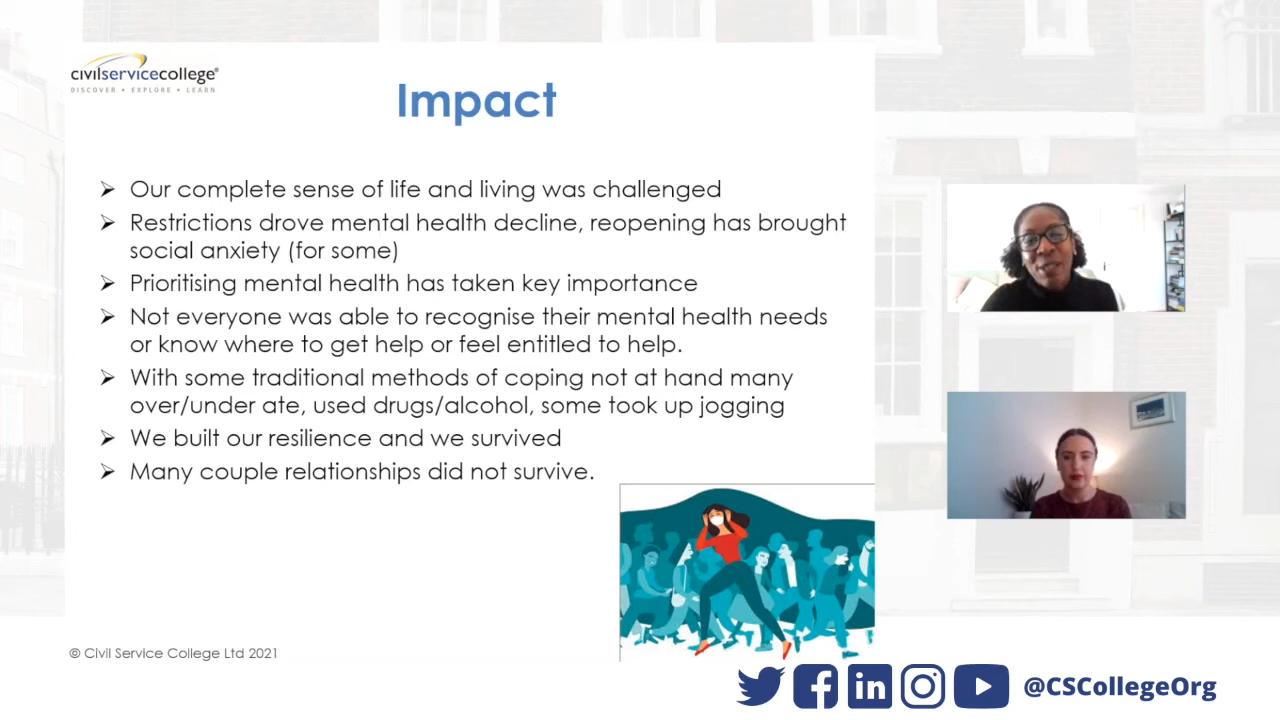 civilservicecollege®
DISCOVER • EXPLORE • LEARN
Impact
➢ Our complete sense of life and living was challenged
➢ Restrictions drove mental health decline, reopening has brought
social anxiety (for some)
➢ Prioritising mental health has taken key importance
➢ Not everyone was able to recognise their mental health needs
or know where to get help or feel entitled to help.
➢ With some traditional methods of coping not at hand many
over/under ate, used drugs/alcohol, some took up jogging
➢ We built our resilience and we survived
➢ Many couple relationships did not survive.
© Civil Service College Ltd 2021
in
@CSCollegeOrg